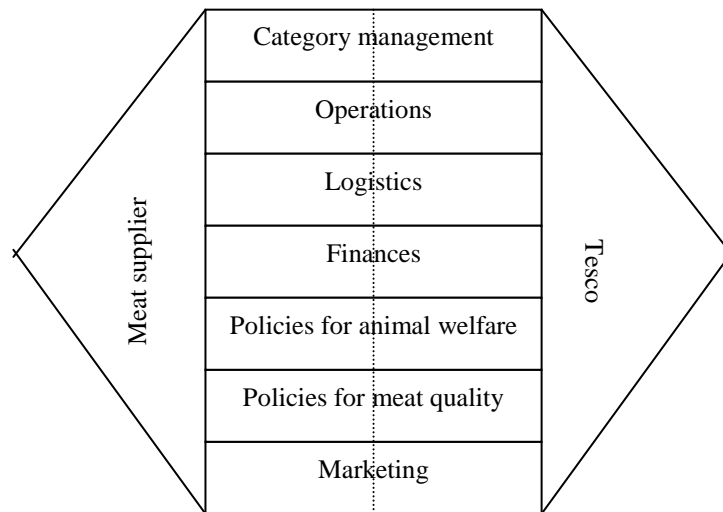 Category management
Operations
Logistics
Finances
Policies for animal welfare
Policies for meat quality
Marketing
Meat supplier
Tesco